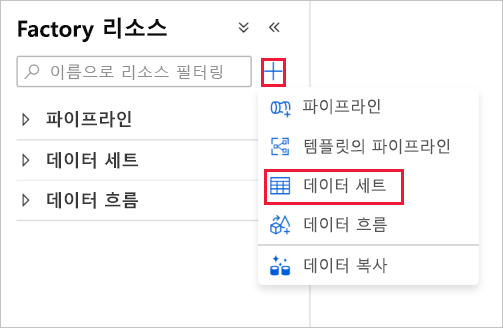 Factory 리소스
이름으로 리소스 필터링
파이프라인
데이터 세트
데이터 흐름
파이프라인
템플릿의 파이프라인
데이터 세트
데이터 흐름
데이터 복사